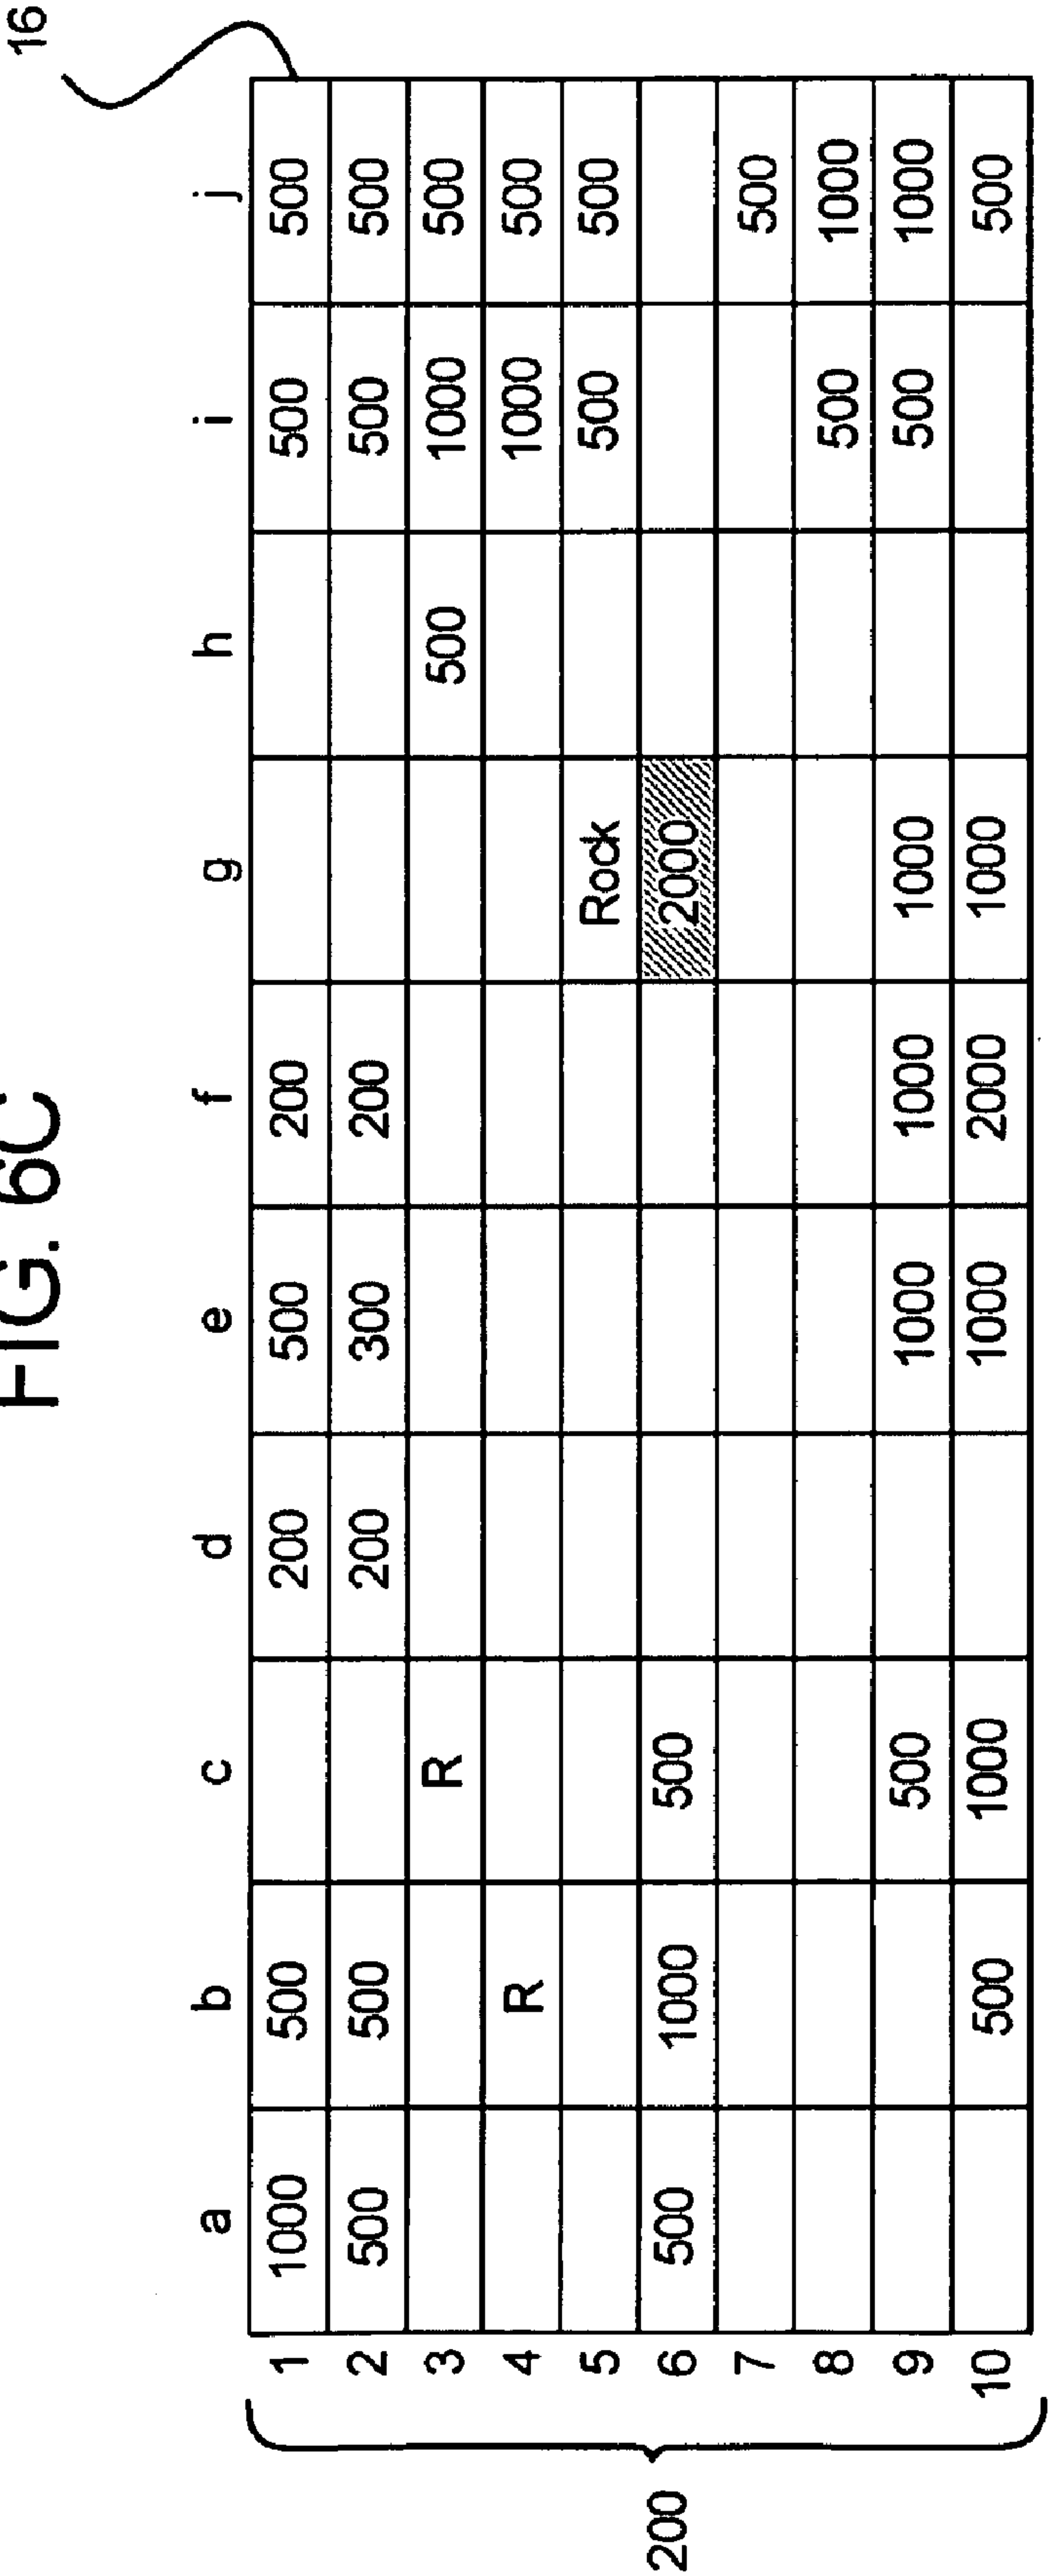 FIG. 6C
16
a b c d e f g h i j
1 1000 500 200 500 200 500 500
2 500 500 200 300 200 500 500
3 R 500 1000 500
4 R 1000 500
5 Rock 500 500
6 500 1000 500 2000
7 500
8 500 1000
9 500 1000 1000 1000 500 1000
10 500 1000 1000 2000 1000 500
200